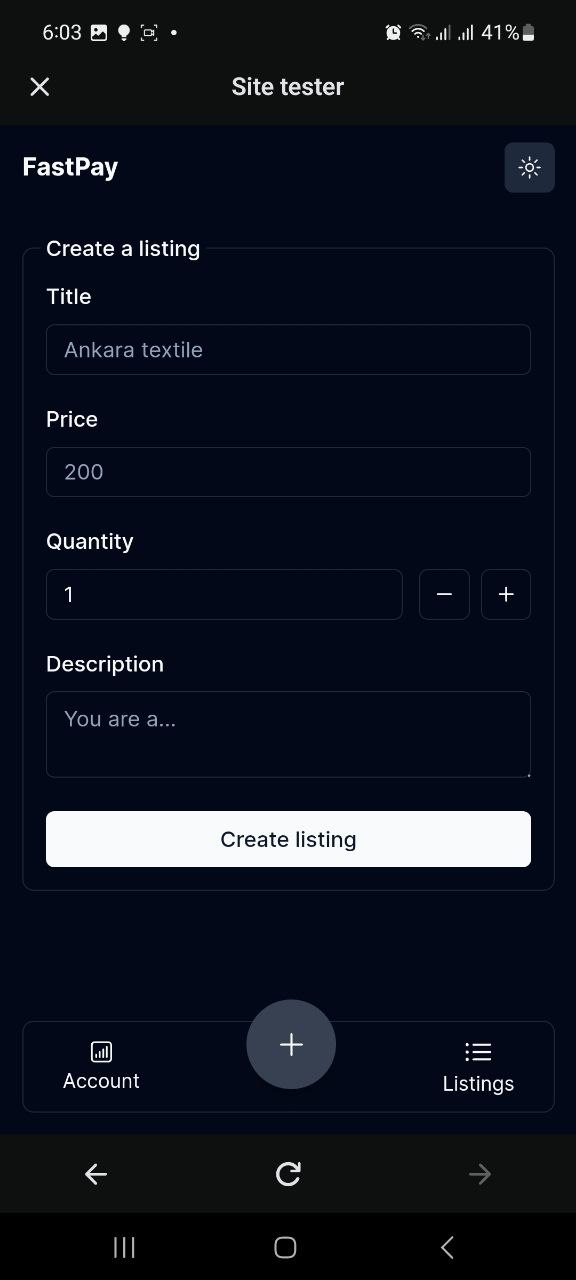 6:03 41%
Site tester
FastPay
Create a listing
Title
Ankara textile
Price
200
Quantity
1
Description
You are a...
Create listing
Account
Listings